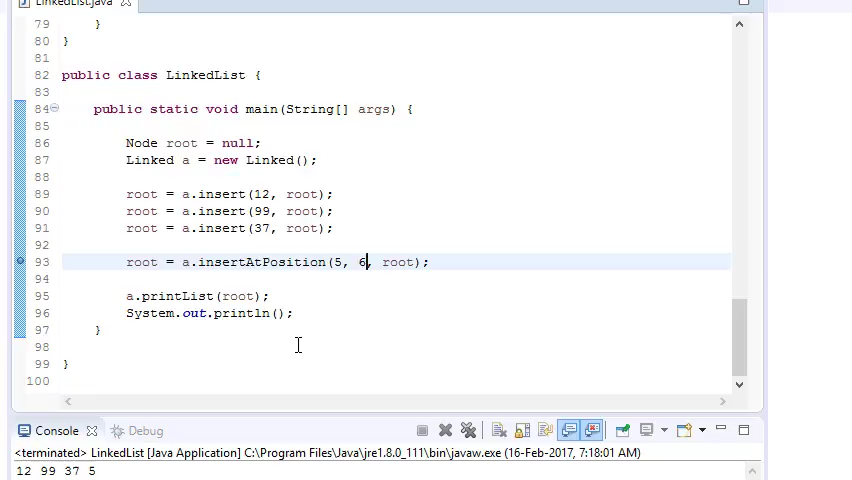 LinkedList.java
79 }
80 }
81
82 public class LinkedList {
83
84 public static void main(String[] args) {
85
86 Node root = null;
87 Linked a = new Linked();
88
89 root = a.insert(12, root);
90 root = a.insert(99, root);
91 root = a.insert(37, root);
92
93 root = a.insertAtPosition(5, 6, root);
94
95 a.printList(root);
96 System.out.println();
97 }
98
99 }
100
Console Debug
<terminated> LinkedList [Java Application] C:\Program Files\Java\jre1.8.0_111\bin\javaw.exe (16-Feb-2017, 7:18:01 AM)
12 99 37 5